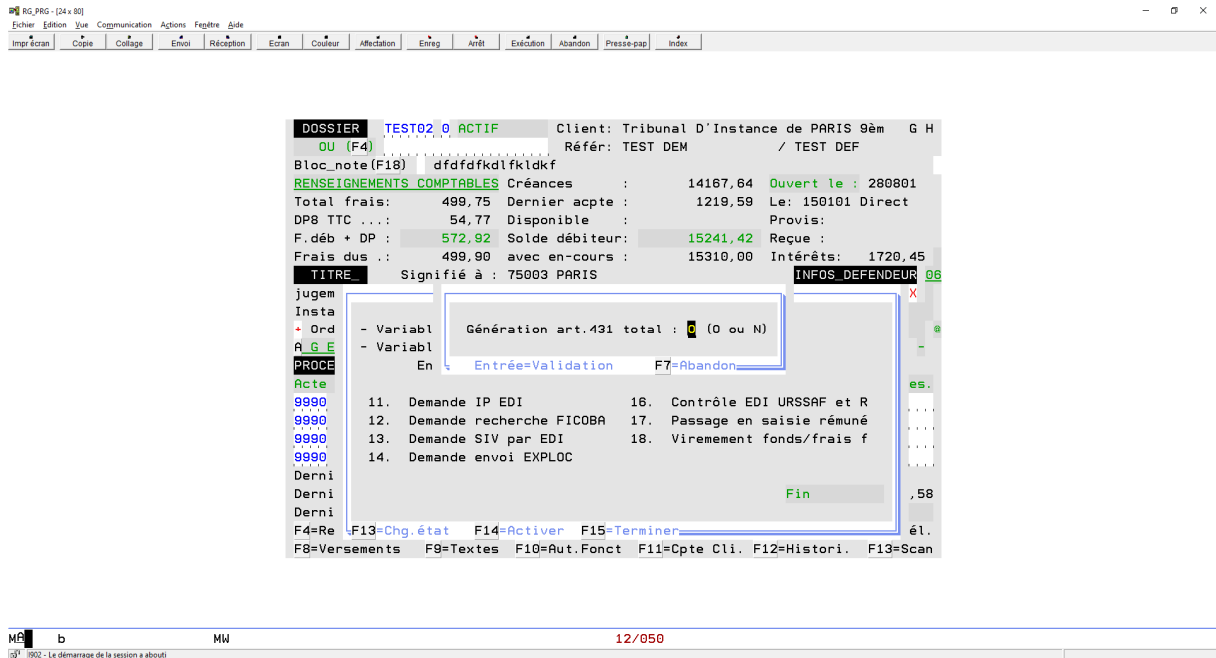 RG_PRG - [24 x 80]
Fichier Edition Vue Communication Actions Fenêtre Aide
Impr écran Copie Collage Envoi Réception Ecran Couleur Affectation Enreg Arrêt Exécution Abandon Presse-pap Index
DOSSIER TEST02 0 ACTIF Client: Tribunal D'Instance de PARIS 9èm G H
OU (F4) Référ: TEST DEM / TEST DEF
Bloc_note(F18) dfdfdfkdlfkldkf
RENSEIGNEMENTS COMPTABLES Créances : 14167,64 Ouvert le : 280801
Total frais: 499,75 Dernier acpte : 1219,59 Le: 150101 Direct
DP8 TTC ...: 54,77 Disponible : Provis:
F.déb + DP : 572,92 Solde débiteur: 15241,42 Reçue :
Frais dus .: 499,90 avec en-cours : 15310,00 Intérêts: 1720,45
TITRE_ Signifié à : 75003 PARIS INFOS_DEFENDEUR 06
jugem X
Insta
+ Ord - Variabl Génération art.431 total : O (O ou N) @
A G E - Variabl -
PROCE En Entrée=Validation F7=Abandon
Acte es.
9990 11. Demande IP EDI 16. Contrôle EDI URSSAF et R
9990 12. Demande recherche FICOBA 17. Passage en saisie rémuné
9990 13. Demande SIV par EDI 18. Viremement fonds/frais f
9990 14. Demande envoi EXPLOC
Derni
Derni Fin ,58
Derni
F4=Re F13=Chg.état F14=Activer F15=Terminer él.
F8=Versements F9=Textes F10=Aut.Fonct F11=Cpte Cli. F12=Histori. F13=Scan
MA b MW 12/050
I902 - Le démarrage de la session a abouti